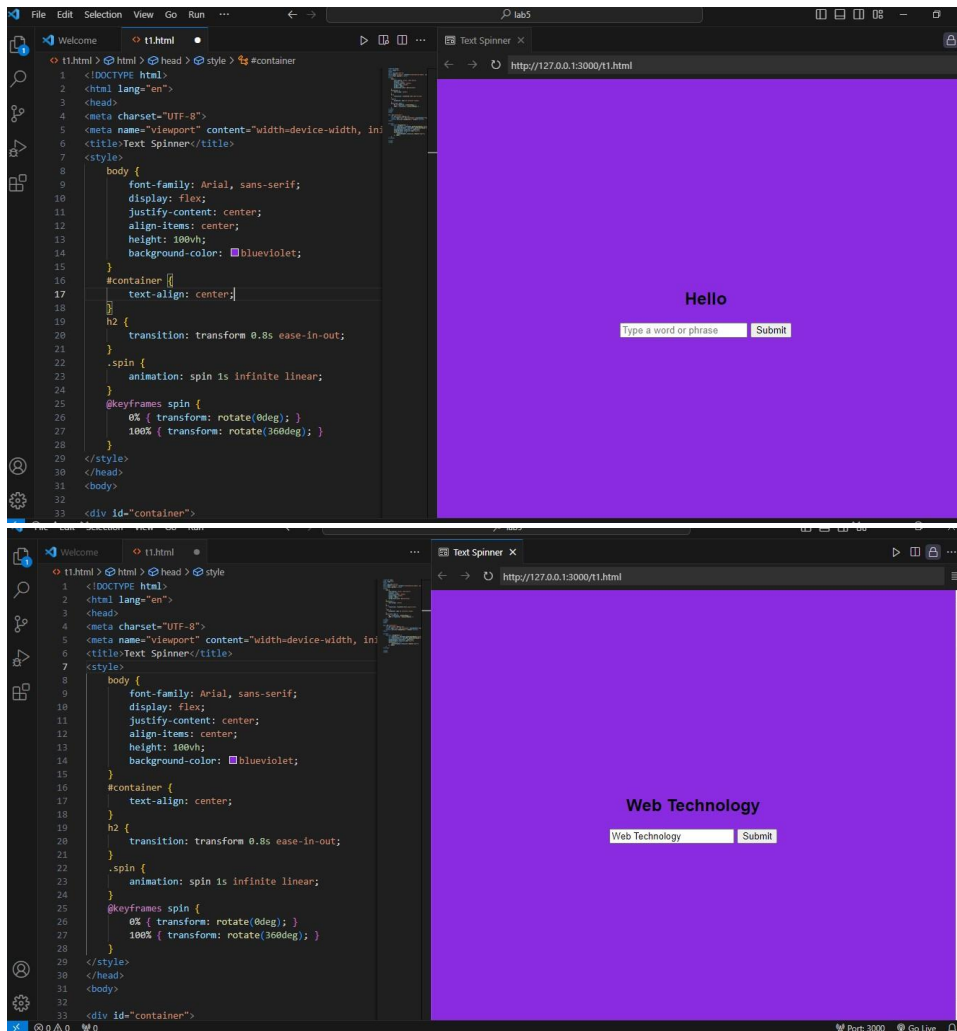 File Edit Selection View Go Run ··· ← → lab5
Welcome t1.html ● ···
Text Spinner ×
t1.html > html > head > style > #container
← → http://127.0.0.1:3000/t1.html
1 <!DOCTYPE html>
2 <html lang="en">
3 <head>
4 <meta charset="UTF-8">
5 <meta name="viewport" content="width=device-width, ini
6 <title>Text Spinner</title>
7 <style>
8 body {
9 font-family: Arial, sans-serif;
10 display: flex;
11 justify-content: center;
12 align-items: center;
13 height: 100vh;
14 background-color: blueviolet;
15 }
16 #container {
17 text-align: center;
18 }
19 h2 {
20 transition: transform 0.8s ease-in-out;
21 }
22 .spin {
23 animation: spin 1s infinite linear;
24 }
25 @keyframes spin {
26 0% { transform: rotate(0deg); }
27 100% { transform: rotate(360deg); }
28 }
29 </style>
30 </head>
31 <body>
32
33 <div id="container">
1
Hello
Type a word or phrase Submit
File Edit Selection View Go Run
Welcome t1.html ● ···
Text Spinner ×
t1.html > html > head > style
← → http://127.0.0.1:3000/t1.html
1 <!DOCTYPE html>
2 <html lang="en">
3 <head>
4 <meta charset="UTF-8">
5 <meta name="viewport" content="width=device-width, ini
6 <title>Text Spinner</title>
7 <style>
8 body {
9 font-family: Arial, sans-serif;
10 display: flex;
11 justify-content: center;
12 align-items: center;
13 height: 100vh;
14 background-color: blueviolet;
15 }
16 #container {
17 text-align: center;
18 }
19 h2 {
20 transition: transform 0.8s ease-in-out;
21 }
22 .spin {
23 animation: spin 1s infinite linear;
24 }
25 @keyframes spin {
26 0% { transform: rotate(0deg); }
27 100% { transform: rotate(360deg); }
28 }
29 </style>
30 </head>
31 <body>
32
33 <div id="container">
1
Web Technology
Web Technology Submit
0 0 0 Port: 3000 Go Live